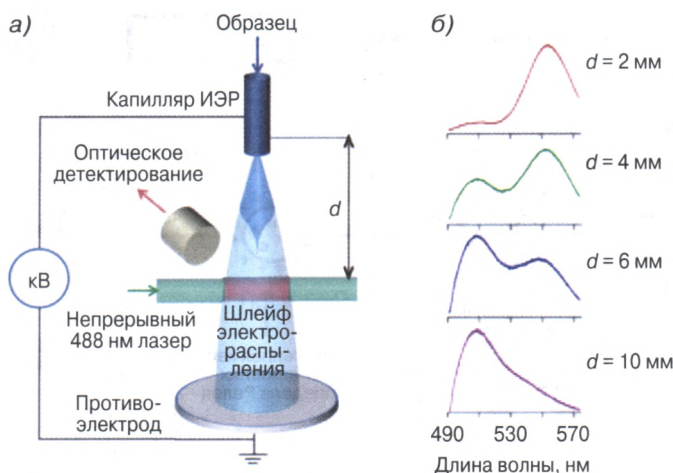 а)
Образец
Капилляр ИЭР
Оптическое
детектирование
d
кВ
Непрерывный
488 нм лазер
Шлейф
электро-
распы-
ления
Противо-
электрод
б)
d = 2 мм
d = 4 мм
d = 6 мм
d = 10 мм
490 530 570
Длина волны, нм